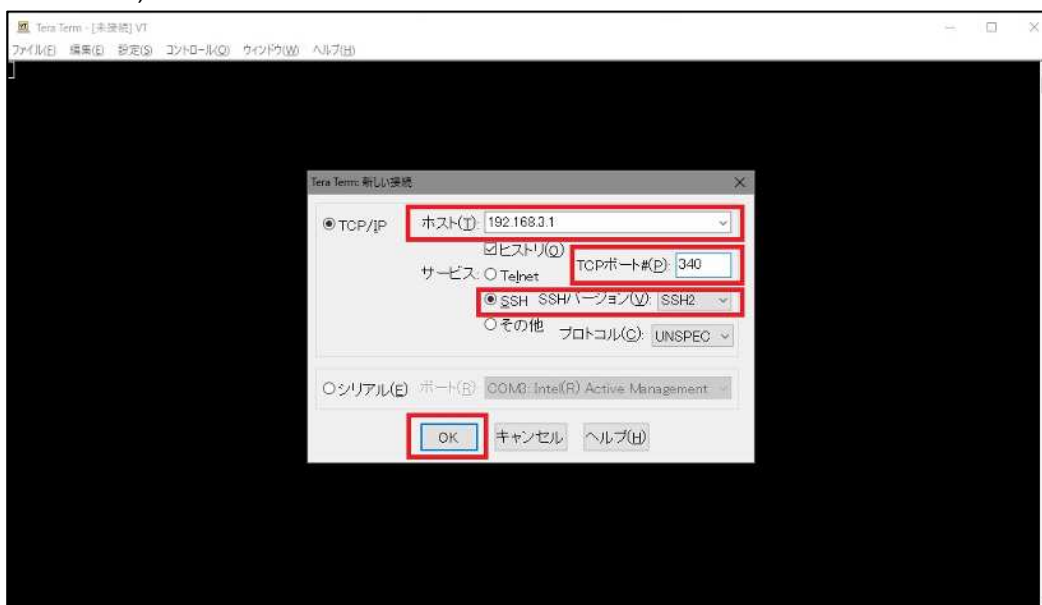 Tera Term - [未接続] VT
ファイル(F) 編集(E) 設定(S) コントロール(O) ウィンドウ(W) ヘルプ(H)
Tera Term: 新しい接続
TCP/IP ホスト(T): 192.168.3.1
ヒストリ(O)
サービス: Telnet TCPポート#(P): 340
SSH SSHバージョン(V): SSH2
その他 プロトコル(C): UNSPEC
シリアル(E) ポート(R): COM3: Intel(R) Active Management
OK キャンセル ヘルプ(H)